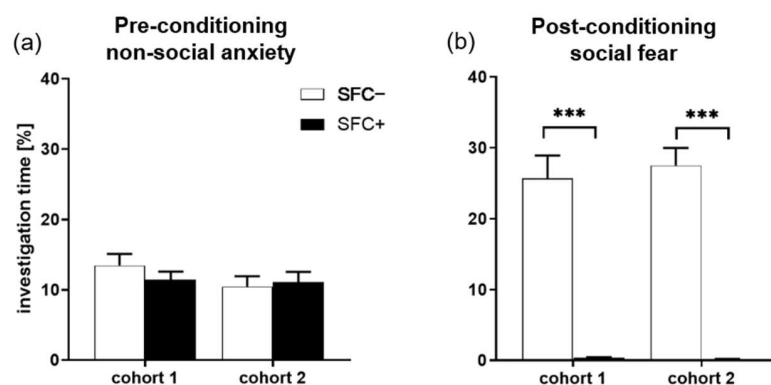 (a)
Pre-conditioning
non-social anxiety
investigation time [%]
40
30
20
10
0
SFC−
SFC+
cohort 1
cohort 2
(b)
Post-conditioning
social fear
40
30
20
10
0
***
***
cohort 1
cohort 2